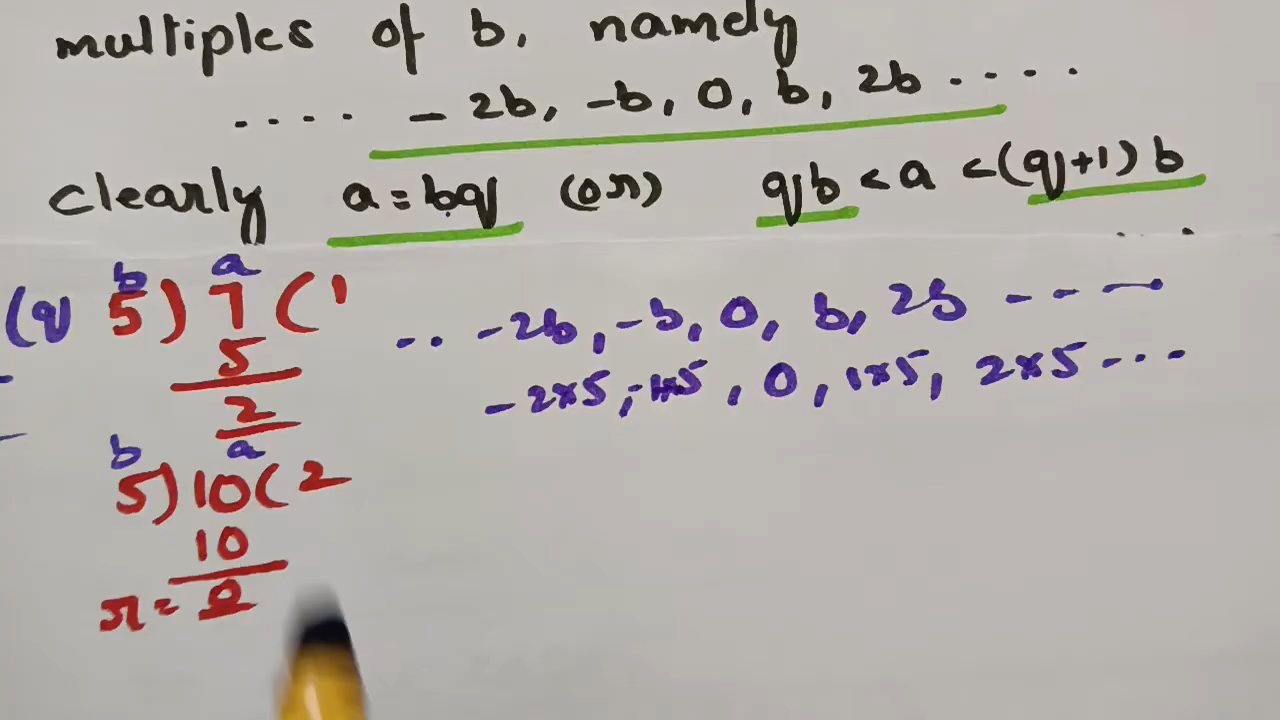 multiples of b, namely
.... - 2b, -b, 0, b, 2b ....
clearly a = bq (or) qb < a < (q+1) b
b a
(q 5) 7 ( 1 .. -2b, -b, 0, b, 2b - - -
5 - 2×5, -1×5, 0, 1×5, 2×5 ...
2
b a
5) 10 ( 2
10
r = 0